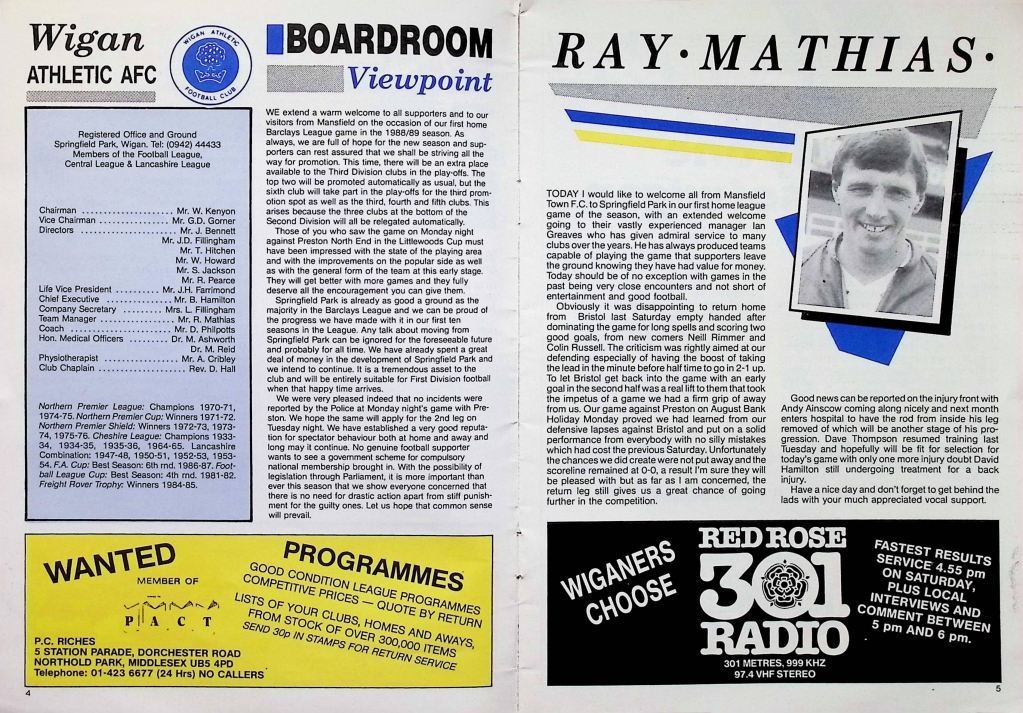 Wigan
ATHLETIC AFC
WIGAN ATHLETIC
FOOTBALL CLUB
Registered Office and Ground
Springfield Park, Wigan. Tel: (0942) 44433
Members of the Football League,
Central League & Lancashire League
Chairman ........................ Mr. W. Kenyon
Vice Chairman .................. Mr. G.D. Gorner
Directors ........................ Mr. J. Bennett
Mr. J.D. Fillingham
Mr. T. Hitchen
Mr. W. Howard
Mr. S. Jackson
Mr. R. Pearce
Life Vice President .......... Mr. J.H. Farrimond
Chief Executive ................ Mr. B. Hamilton
Company Secretary ....... Mrs. L. Fillingham
Team Manager ................ Mr. R. Mathias
Coach ........................... Mr. D. Philpotts
Hon. Medical Officers ......... Dr. M. Ashworth
Dr. M. Reid
Physiotherapist .................. Mr. A. Cribley
Club Chaplain ...................... Rev. D. Hall
Northern Premier League: Champions 1970-71,
1974-75. Northern Premier Cup: Winners 1971-72.
Northern Premier Shield: Winners 1972-73, 1973-
74, 1975-76. Cheshire League: Champions 1933-
34, 1934-35, 1935-36, 1964-65. Lancashire
Combination: 1947-48, 1950-51, 1952-53, 1953-
54. F.A. Cup: Best Season: 6th rnd. 1986-87. Foot-
ball League Cup: Best Season: 4th rnd. 1981-82.
Freight Rover Trophy: Winners 1984-85.
BOARDROOM
Viewpoint
WE extend a warm welcome to all supporters and to our
visitors from Mansfield on the occasion of our first home
Barclays League game in the 1988/89 season. As
always, we are full of hope for the new season and sup-
porters can rest assured that we shall be striving all the
way for promotion. This time, there will be an extra place
available to the Third Division clubs in the play-offs. The
top two will be promoted automatically as usual, but the
sixth club will take part in the play-offs for the third prom-
otion spot as well as the third, fourth and fifth clubs. This
arises because the three clubs at the bottom of the
Second Division will all be relegated automatically.
Those of you who saw the game on Monday night
against Preston North End in the Littlewoods Cup must
have been impressed with the state of the playing area
and with the improvements on the popular side as well
as with the general form of the team at this early stage.
They will get better with more games and they fully
deserve all the encouragement you can give them.
Springfield Park is already as good a ground as the
majority in the Barclays League and we can be proud of
the progress we have made with it in our first ten
seasons in the League. Any talk about moving from
Springfield Park can be ignored for the foreseeable future
and probably for all time. We have already spent a great
deal of money in the development of Springfield Park and
we intend to continue. It is a tremendous asset to the
club and will be entirely suitable for First Division football
when that happy time arrives.
We were very pleased indeed that no incidents were
reported by the Police at Monday night's game with Pre-
ston. We hope the same will apply for the 2nd leg on
Tuesday night. We have established a very good reputa-
tion for spectator behaviour both at home and away and
long may it continue. No genuine football supporter
wants to see a government scheme for compulsory
national membership brought in. With the possibility of
legislation through Parliament, it is more important than
ever this season that we show everyone concerned that
there is no need for drastic action apart from stiff punish-
ment for the guilty ones. Let us hope that common sense
will prevail.
WANTED
MEMBER OF
PACT
P.C. RICHES
5 STATION PARADE, DORCHESTER ROAD
NORTHOLD PARK, MIDDLESEX UB5 4PD
Telephone: 01-423 6677 (24 Hrs) NO CALLERS
PROGRAMMES
GOOD CONDITION LEAGUE PROGRAMMES
COMPETITIVE PRICES — QUOTE BY RETURN
LISTS OF YOUR CLUBS, HOMES AND AWAYS,
FROM STOCK OF OVER 300,000 ITEMS
SEND 30p IN STAMPS FOR RETURN SERVICE
4
RAY·MATHIAS·
TODAY I would like to welcome all from Mansfield
Town F.C. to Springfield Park in our first home league
game of the season, with an extended welcome
going to their vastly experienced manager Ian
Greaves who has given admiral service to many
clubs over the years. He has always produced teams
capable of playing the game that supporters leave
the ground knowing they have had value for money.
Today should be of no exception with games in the
past being very close encounters and not short of
entertainment and good football.
Obviously it was disappointing to return home
from Bristol last Saturday empty handed after
dominating the game for long spells and scoring two
good goals, from new comers Neill Rimmer and
Colin Russell. The criticism was rightly aimed at our
defending especially of having the boost of taking
the lead in the minute before half time to go in 2-1 up.
To let Bristol get back into the game with an early
goal in the second half was a real lift to them that took
the impetus of a game we had a firm grip of away
from us. Our game against Preston on August Bank
Holiday Monday proved we had learned from our
defensive lapses against Bristol and put on a solid
performance from everybody with no silly mistakes
which had cost the previous Saturday. Unfortunately
the chances we did create were not put away and the
scoreline remained at 0-0, a result I'm sure they will
be pleased with but as far as I am concerned, the
return leg still gives us a great chance of going
further in the competition.
Good news can be reported on the injury front with
Andy Ainscow coming along nicely and next month
enters hospital to have the rod from inside his leg
removed of which will be another stage of his pro-
gression. Dave Thompson resumed training last
Tuesday and hopefully will be fit for selection for
today's game with only one more injury doubt David
Hamilton still undergoing treatment for a back
injury.
Have a nice day and don't forget to get behind the
lads with your much appreciated vocal support.
WIGANERS
CHOOSE
RED ROSE
301
RADIO
301 METRES, 999 KHZ
97.4 VHF STEREO
FASTEST RESULTS
SERVICE 4.55 pm
ON SATURDAY,
PLUS LOCAL
INTERVIEWS AND
COMMENT BETWEEN
5 pm AND 6 pm.
5